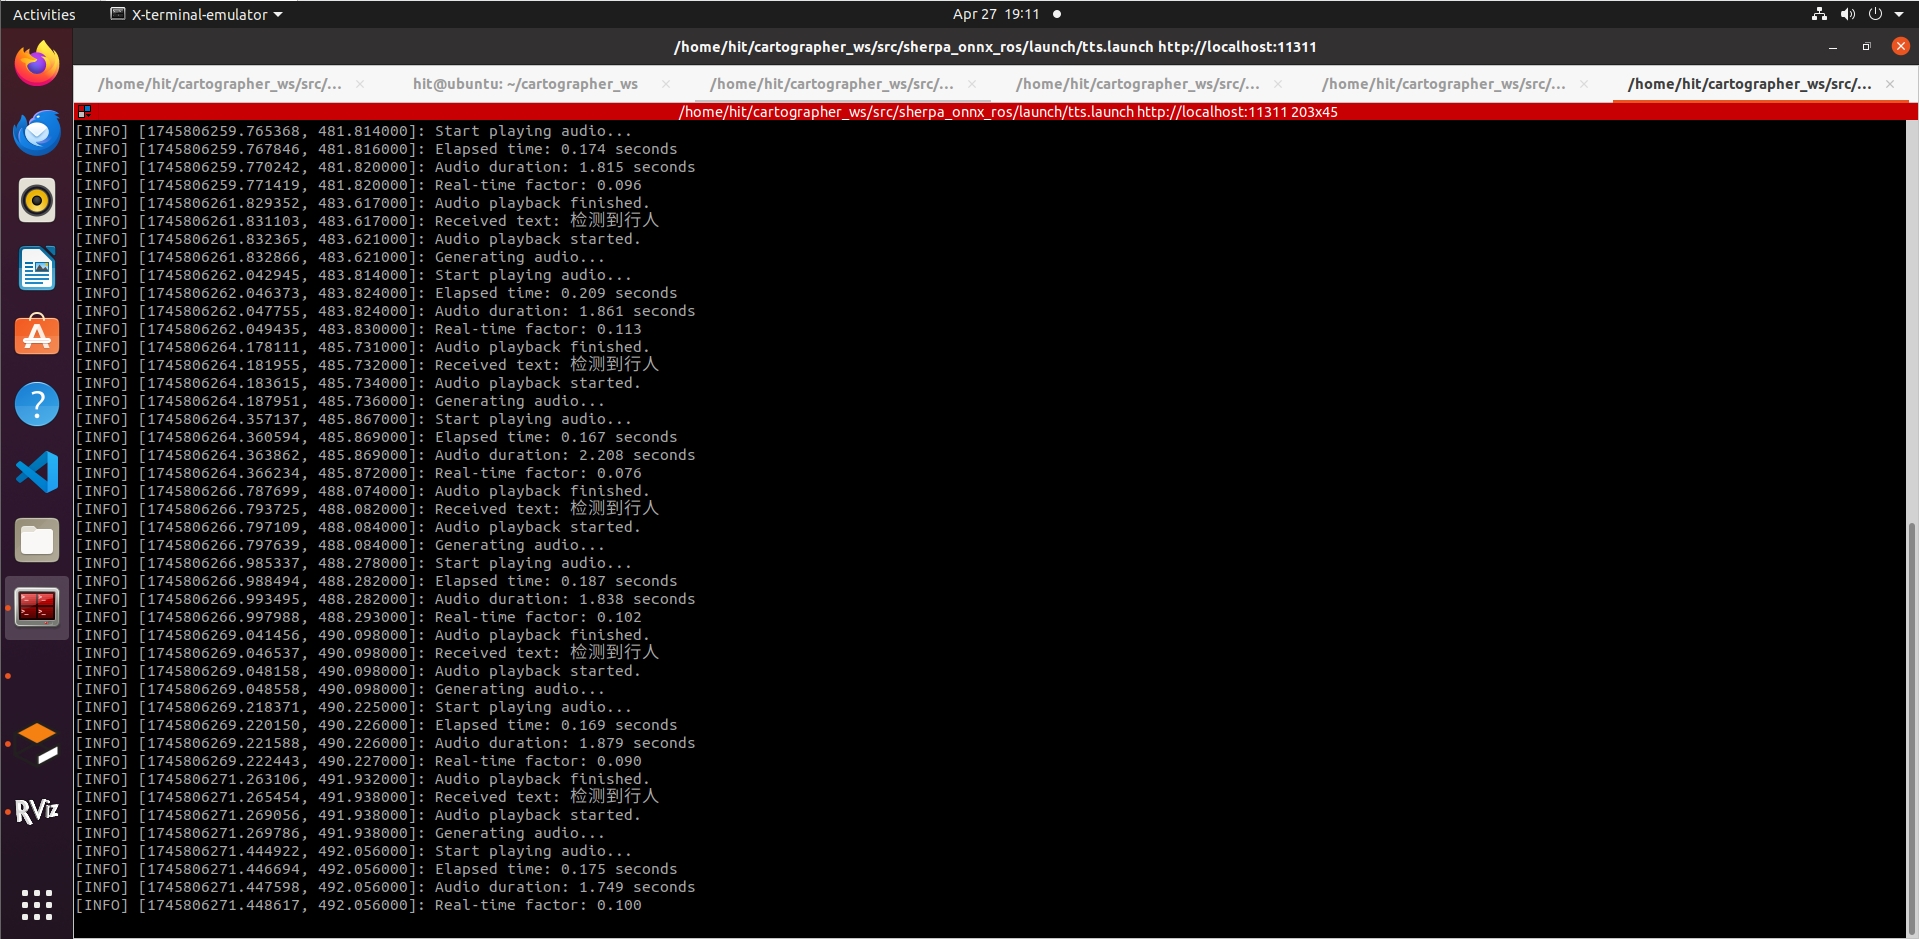 Activities
X-terminal-emulator
Apr 27 19:11
/home/hit/cartographer_ws/src/sherpa_onnx_ros/launch/tts.launch http://localhost:11311
/home/hit/cartographer_ws/src/...
hit@ubuntu: ~/cartographer_ws
/home/hit/cartographer_ws/src/...
/home/hit/cartographer_ws/src/...
/home/hit/cartographer_ws/src/...
/home/hit/cartographer_ws/src/...
/home/hit/cartographer_ws/src/sherpa_onnx_ros/launch/tts.launch http://localhost:11311 203x45
[INFO] [1745806259.765368, 481.814000]: Start playing audio...
[INFO] [1745806259.767846, 481.816000]: Elapsed time: 0.174 seconds
[INFO] [1745806259.770242, 481.820000]: Audio duration: 1.815 seconds
[INFO] [1745806259.771419, 481.820000]: Real-time factor: 0.096
[INFO] [1745806261.829352, 483.617000]: Audio playback finished.
[INFO] [1745806261.831103, 483.617000]: Received text: 检测到行人
[INFO] [1745806261.832365, 483.621000]: Audio playback started.
[INFO] [1745806261.832866, 483.621000]: Generating audio...
[INFO] [1745806262.042945, 483.814000]: Start playing audio...
[INFO] [1745806262.046373, 483.824000]: Elapsed time: 0.209 seconds
[INFO] [1745806262.047755, 483.824000]: Audio duration: 1.861 seconds
[INFO] [1745806262.049435, 483.830000]: Real-time factor: 0.113
[INFO] [1745806264.178111, 485.731000]: Audio playback finished.
[INFO] [1745806264.181955, 485.732000]: Received text: 检测到行人
[INFO] [1745806264.183615, 485.734000]: Audio playback started.
[INFO] [1745806264.187951, 485.736000]: Generating audio...
[INFO] [1745806264.357137, 485.867000]: Start playing audio...
[INFO] [1745806264.360594, 485.869000]: Elapsed time: 0.167 seconds
[INFO] [1745806264.363862, 485.869000]: Audio duration: 2.208 seconds
[INFO] [1745806264.366234, 485.872000]: Real-time factor: 0.076
[INFO] [1745806266.787699, 488.074000]: Audio playback finished.
[INFO] [1745806266.793725, 488.082000]: Received text: 检测到行人
[INFO] [1745806266.797109, 488.084000]: Audio playback started.
[INFO] [1745806266.797639, 488.084000]: Generating audio...
[INFO] [1745806266.985337, 488.278000]: Start playing audio...
[INFO] [1745806266.988494, 488.282000]: Elapsed time: 0.187 seconds
[INFO] [1745806266.993495, 488.282000]: Audio duration: 1.838 seconds
[INFO] [1745806266.997988, 488.293000]: Real-time factor: 0.102
[INFO] [1745806269.041456, 490.098000]: Audio playback finished.
[INFO] [1745806269.046537, 490.098000]: Received text: 检测到行人
[INFO] [1745806269.048158, 490.098000]: Audio playback started.
[INFO] [1745806269.048558, 490.098000]: Generating audio...
[INFO] [1745806269.218371, 490.225000]: Start playing audio...
[INFO] [1745806269.220150, 490.226000]: Elapsed time: 0.169 seconds
[INFO] [1745806269.221588, 490.226000]: Audio duration: 1.879 seconds
[INFO] [1745806269.222443, 490.227000]: Real-time factor: 0.090
[INFO] [1745806271.263106, 491.932000]: Audio playback finished.
[INFO] [1745806271.265454, 491.938000]: Received text: 检测到行人
[INFO] [1745806271.269056, 491.938000]: Audio playback started.
[INFO] [1745806271.269786, 491.938000]: Generating audio...
[INFO] [1745806271.444922, 492.056000]: Start playing audio...
[INFO] [1745806271.446694, 492.056000]: Elapsed time: 0.175 seconds
[INFO] [1745806271.447598, 492.056000]: Audio duration: 1.749 seconds
[INFO] [1745806271.448617, 492.056000]: Real-time factor: 0.100
RViz